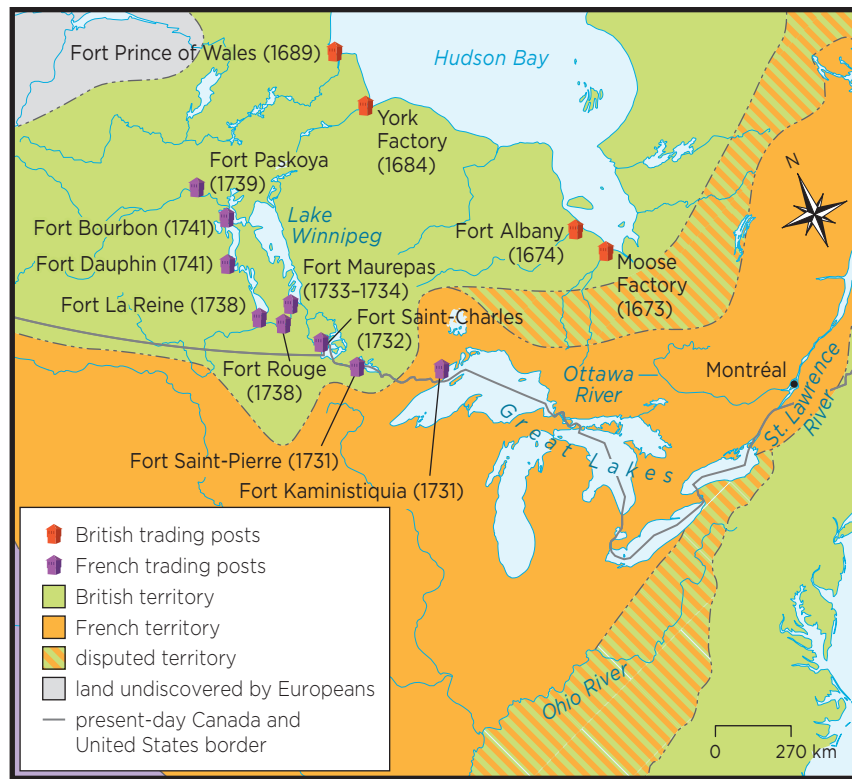 Fort Prince of Wales (1689)
Hudson Bay
York
Factory
(1684)
Fort Paskoya
(1739)
N
Fort Bourbon (1741)
Lake
Winnipeg
Fort Albany
(1674)
Fort Dauphin (1741)
Fort Maurepas
(1733–1734)
Moose
Factory
(1673)
Fort La Reine (1738)
Fort Saint-Charles
(1732)
Fort Rouge
(1738)
Ottawa
River
Montréal
St. Lawrence
River
Great Lakes
Fort Saint-Pierre (1731)
Fort Kaministiquia (1731)
British trading posts
French trading posts
British territory
French territory
disputed territory
land undiscovered by Europeans
present-day Canada and
United States border
Ohio River
0 270 km